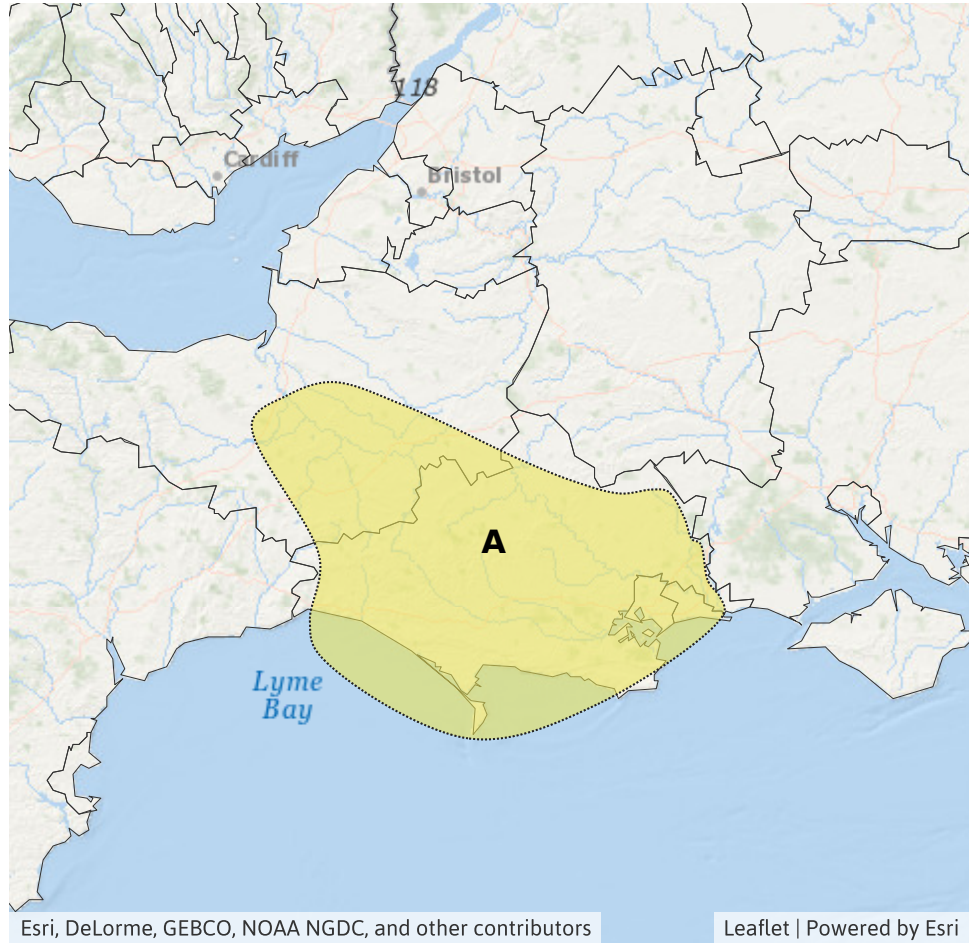 118
Cardiff
Bristol
A
Lyme
Bay
Esri, DeLorme, GEBCO, NOAA NGDC, and other contributors
Leaflet | Powered by Esri